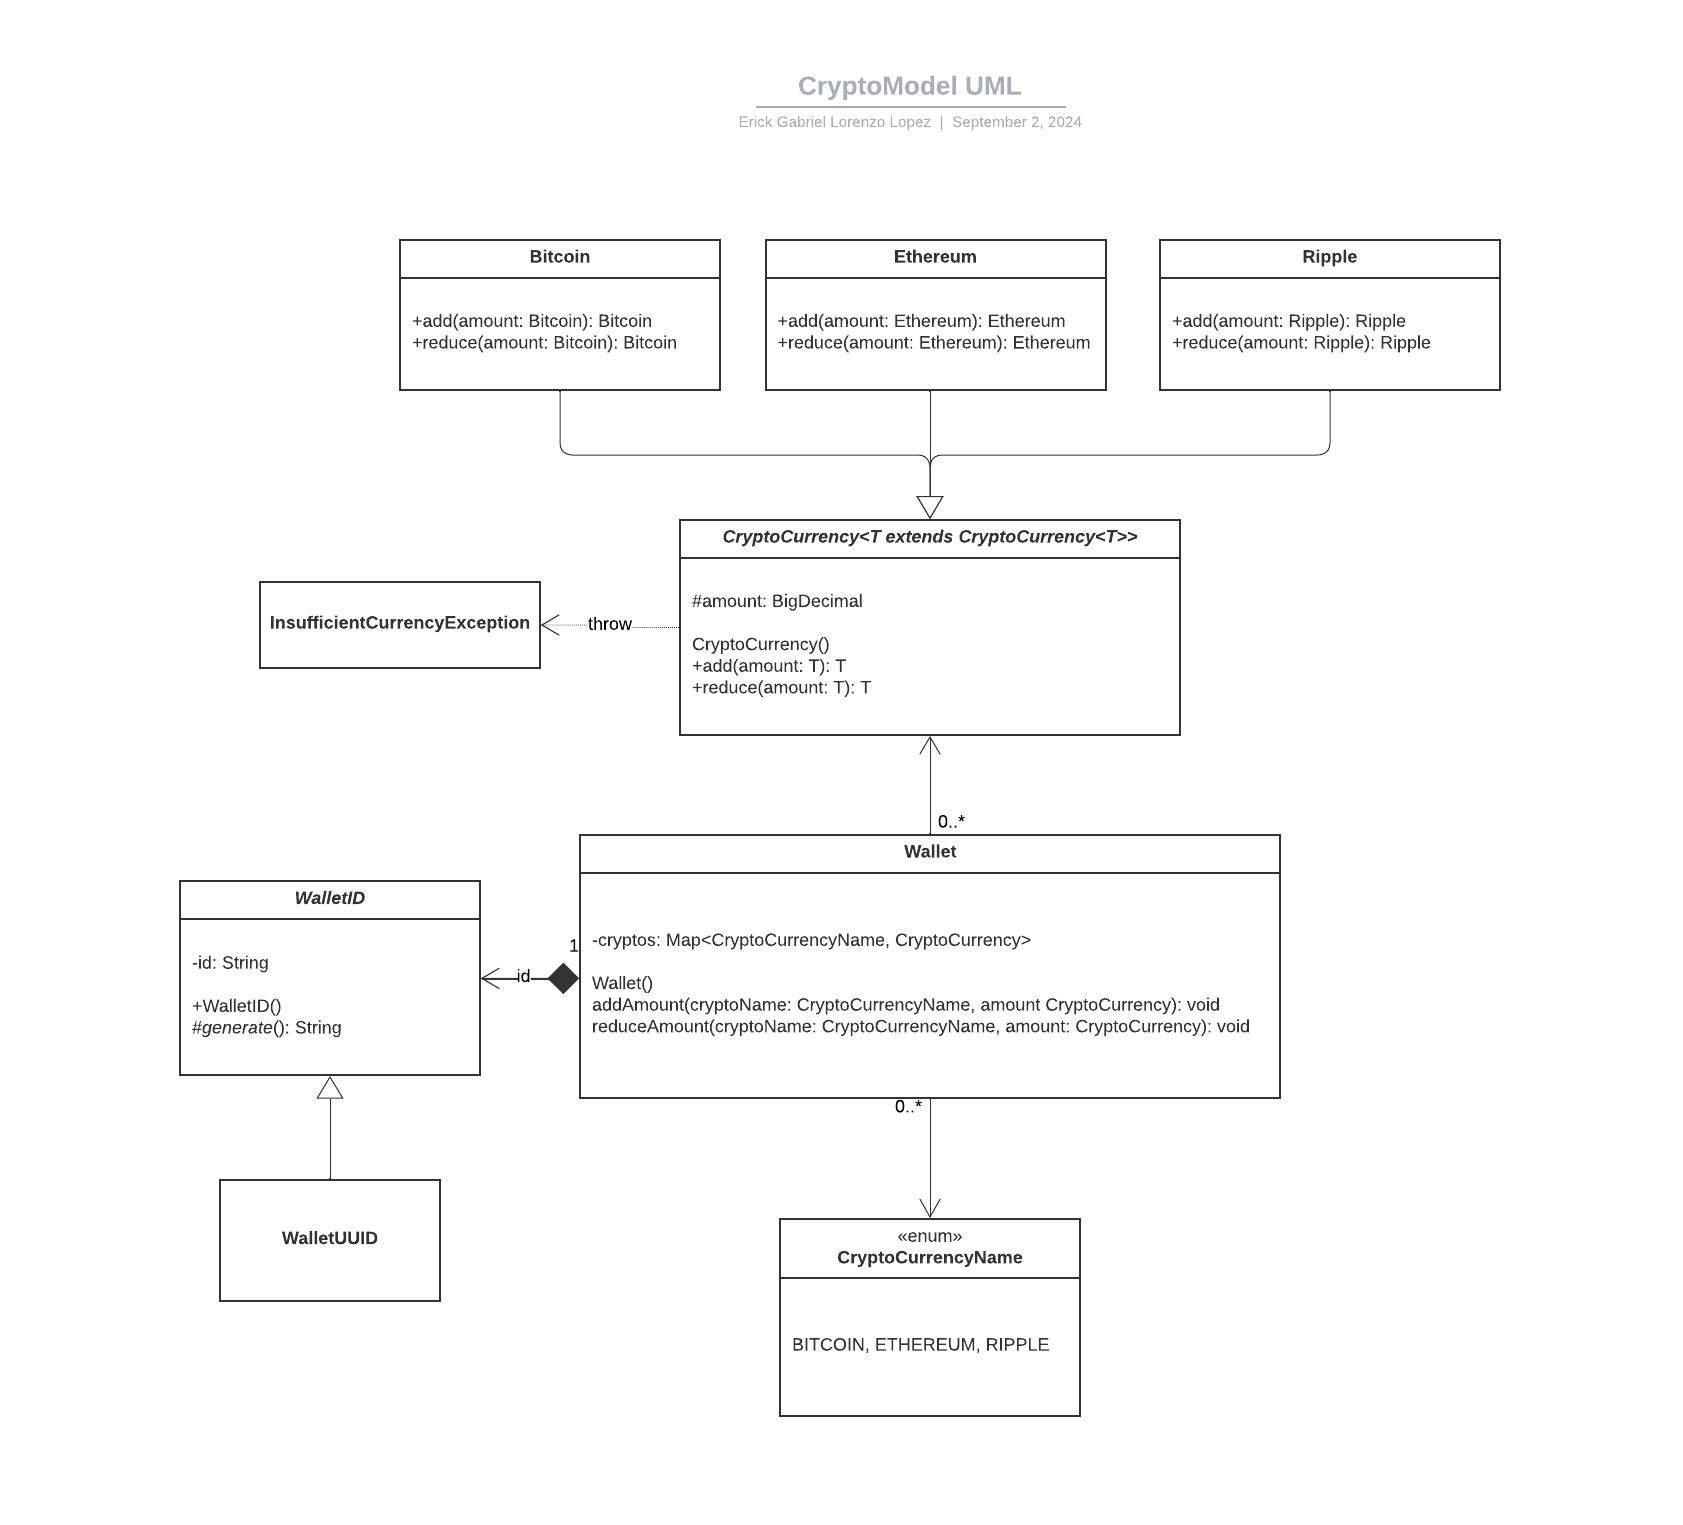 CryptoModel UML
Erick Gabriel Lorenzo Lopez | September 2, 2024
Bitcoin
+add(amount: Bitcoin): Bitcoin
+reduce(amount: Bitcoin): Bitcoin
Ethereum
+add(amount: Ethereum): Ethereum
+reduce(amount: Ethereum): Ethereum
Ripple
+add(amount: Ripple): Ripple
+reduce(amount: Ripple): Ripple
CryptoCurrency<T extends CryptoCurrency<T>>
#amount: BigDecimal
CryptoCurrency()
+add(amount: T): T
+reduce(amount: T): T
InsufficientCurrencyException
throw
0..*
Wallet
-cryptos: Map<CryptoCurrencyName, CryptoCurrency>
Wallet()
addAmount(cryptoName: CryptoCurrencyName, amount CryptoCurrency): void
reduceAmount(cryptoName: CryptoCurrencyName, amount: CryptoCurrency): void
WalletID
-id: String
+WalletID()
#generate(): String
1
id
0..*
WalletUUID
«enum»
CryptoCurrencyName
BITCOIN, ETHEREUM, RIPPLE